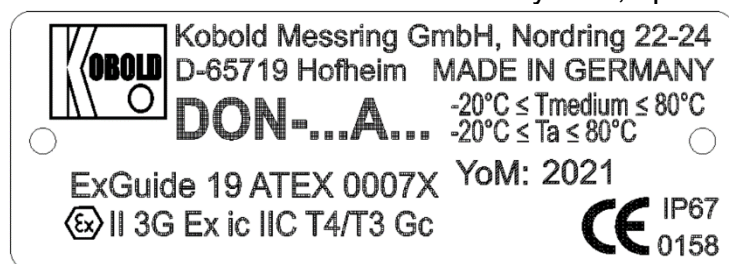 KOBOLD
Kobold Messring GmbH, Nordring 22-24
D-65719 Hofheim MADE IN GERMANY
DON-...A...
-20°C ≤ Tmedium ≤ 80°C
-20°C ≤ Ta ≤ 80°C
YoM: 2021
ExGuide 19 ATEX 0007X
Ex II 3G Ex ic IIC T4/T3 Gc
CE IP67
0158